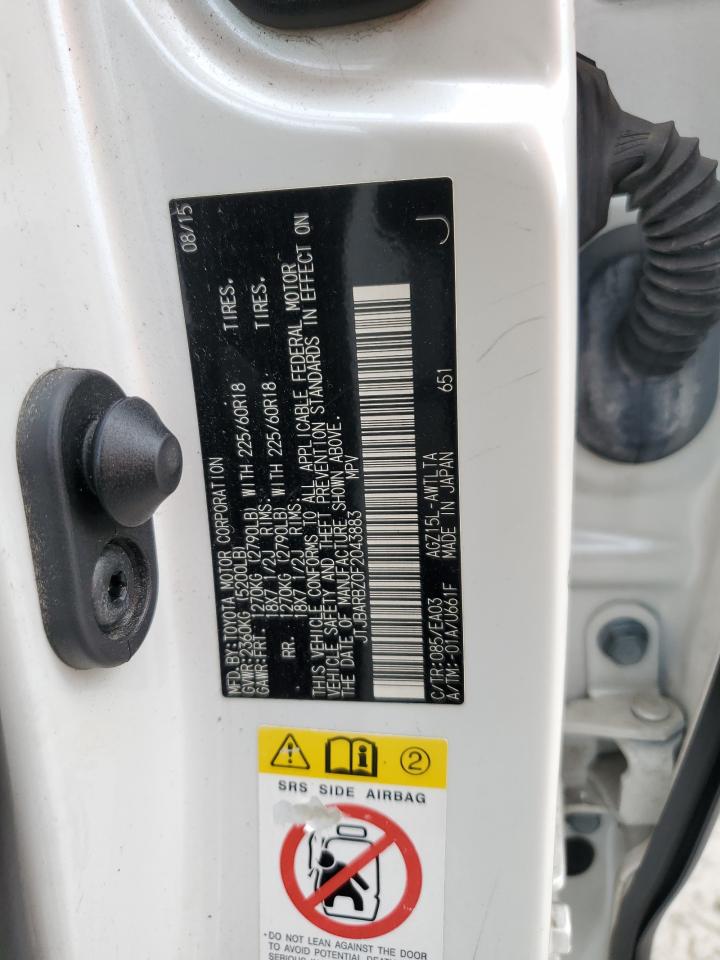 MFD.BY:TOYOTA MOTOR CORPORATION 08/15
GVWR:2360KG (5200LB)
GAWR:FRT. 1270KG (2790LB) WITH 225/60R18 TIRES.
18X7 1/2J RIMS
RR. 1270KG (2790LB) WITH 225/60R18 TIRES.
18X7 1/2J RIMS
THIS VEHICLE CONFORMS TO ALL APPLICABLE FEDERAL MOTOR
VEHICLE SAFETY AND THEFT PREVENTION STANDARDS IN EFFECT ON
THE DATE OF MANUFACTURE SHOWN ABOVE.
JTJBARBZ0F2043883 MPV
C/TR:085/EA03 AGZ15L-AWTLTA 651 J
A/TM:-01A/U661F MADE IN JAPAN
2
SRS SIDE AIRBAG
•DO NOT LEAN AGAINST THE DOOR
TO AVOID POTENTIAL
SERIOUS